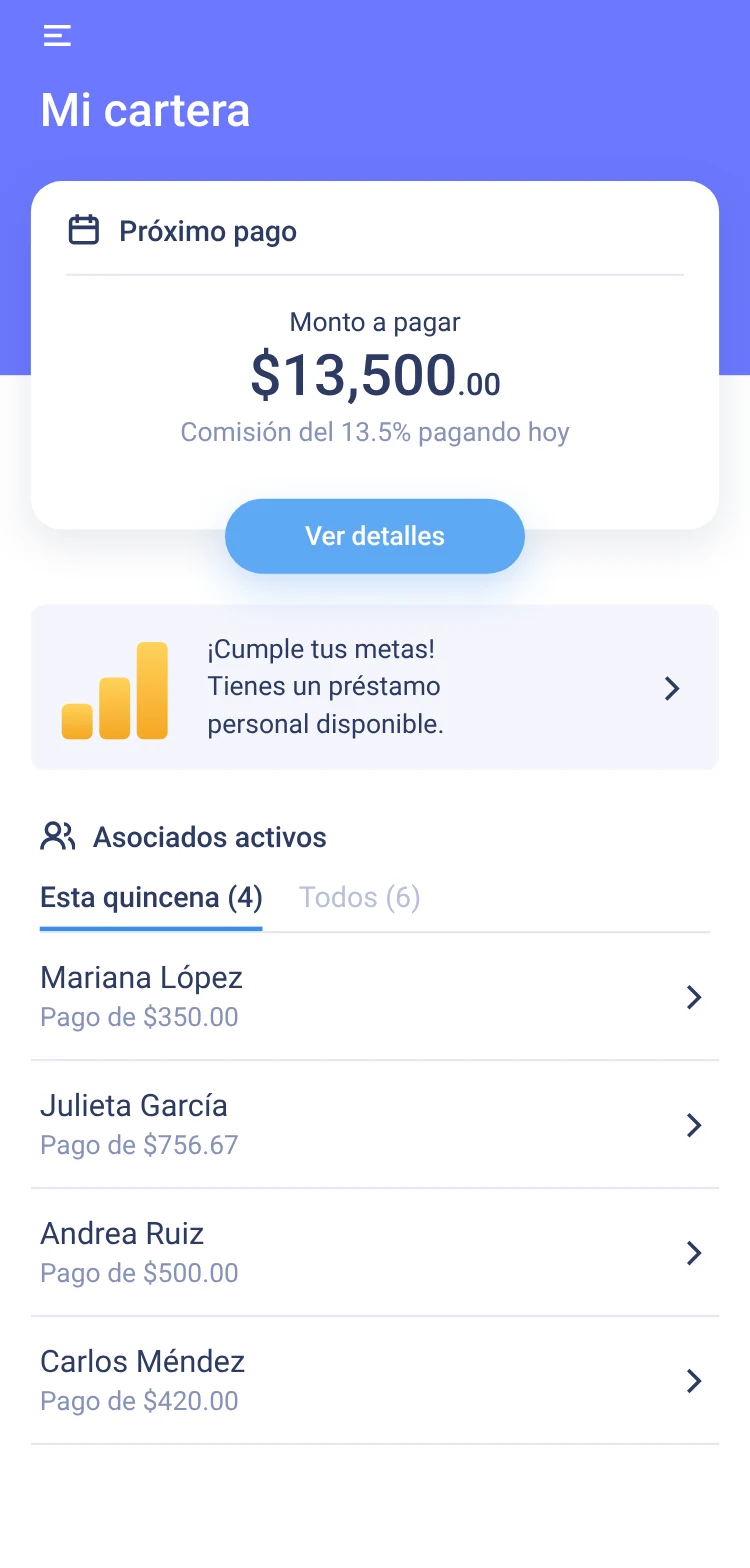 Mi cartera
Próximo pago
Monto a pagar
$13,500.00
Comisión del 13.5% pagando hoy
Ver detalles
¡Cumple tus metas!
Tienes un préstamo
personal disponible.
Asociados activos
Esta quincena (4) Todos (6)
Mariana López
Pago de $350.00
Julieta García
Pago de $756.67
Andrea Ruiz
Pago de $500.00
Carlos Méndez
Pago de $420.00